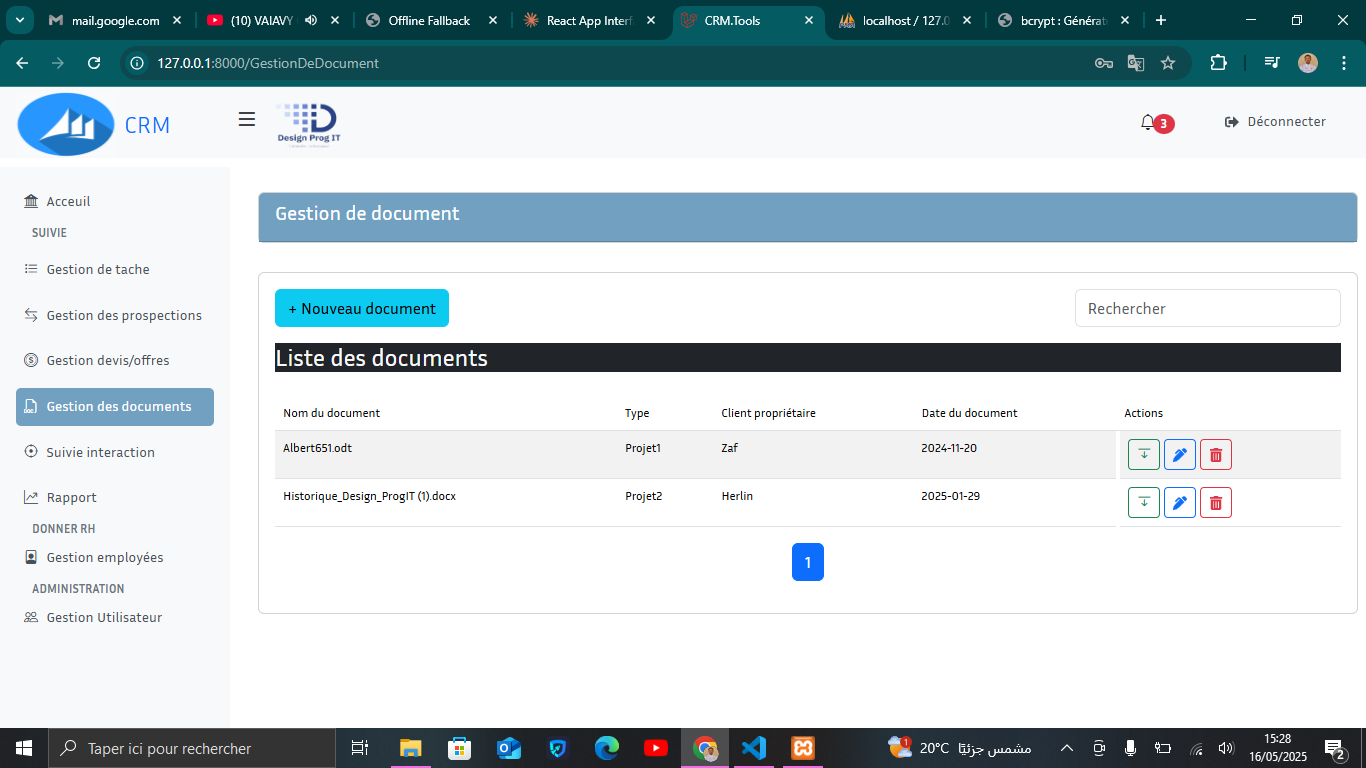 mail.google.com
(10) VAIAVY
Offline Fallback
React App Interf
CRM.Tools
localhost / 127.0
bcrypt : Générat
127.0.0.1:8000/GestionDeDocument
CRM
Design Prog IT
3
Déconnecter
Acceuil
SUIVIE
Gestion de tache
Gestion des prospections
Gestion devis/offres
Gestion des documents
Suivie interaction
Rapport
DONNER RH
Gestion employées
ADMINISTRATION
Gestion Utilisateur
Gestion de document
+ Nouveau document
Rechercher
Liste des documents
Nom du document Type Client propriétaire Date du document Actions
Albert651.odt Projet1 Zaf 2024-11-20
Historique_Design_ProgIT (1).docx Projet2 Herlin 2025-01-29
1
Taper ici pour rechercher
1
20°C مشمس جزئيًا
15:28
16/05/2025
2